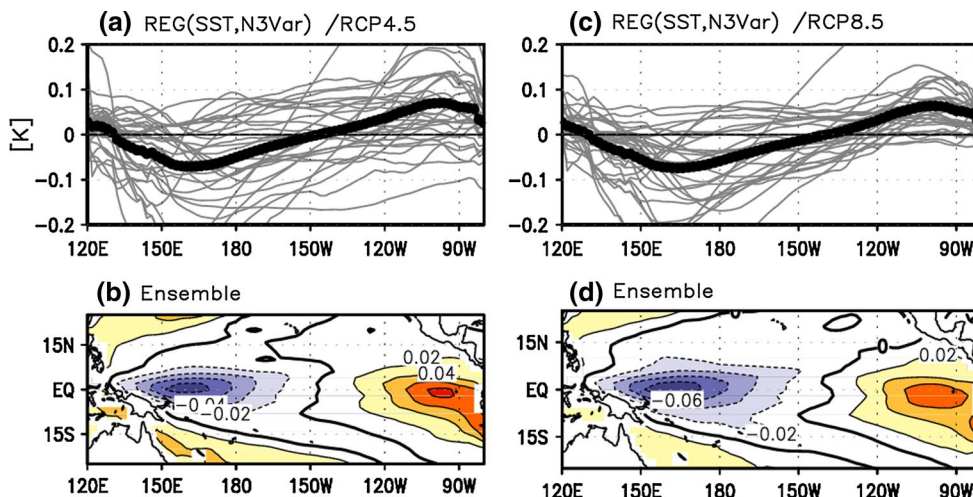 (a) REG(SST,N3Var) /RCP4.5
[K]
0.2
0.1
0
−0.1
−0.2
120E 150E 180 150W 120W 90W
(c) REG(SST,N3Var) /RCP8.5
0.2
0.1
0
−0.1
−0.2
120E 150E 180 150W 120W 90W
(b) Ensemble
15N
EQ
15S
0.02
0.04
−0.04
−0.02
120E 150E 180 150W 120W 90W
(d) Ensemble
15N
EQ
15S
0
0
0.02
−0.06
−0.02
120E 150E 180 150W 120W 90W